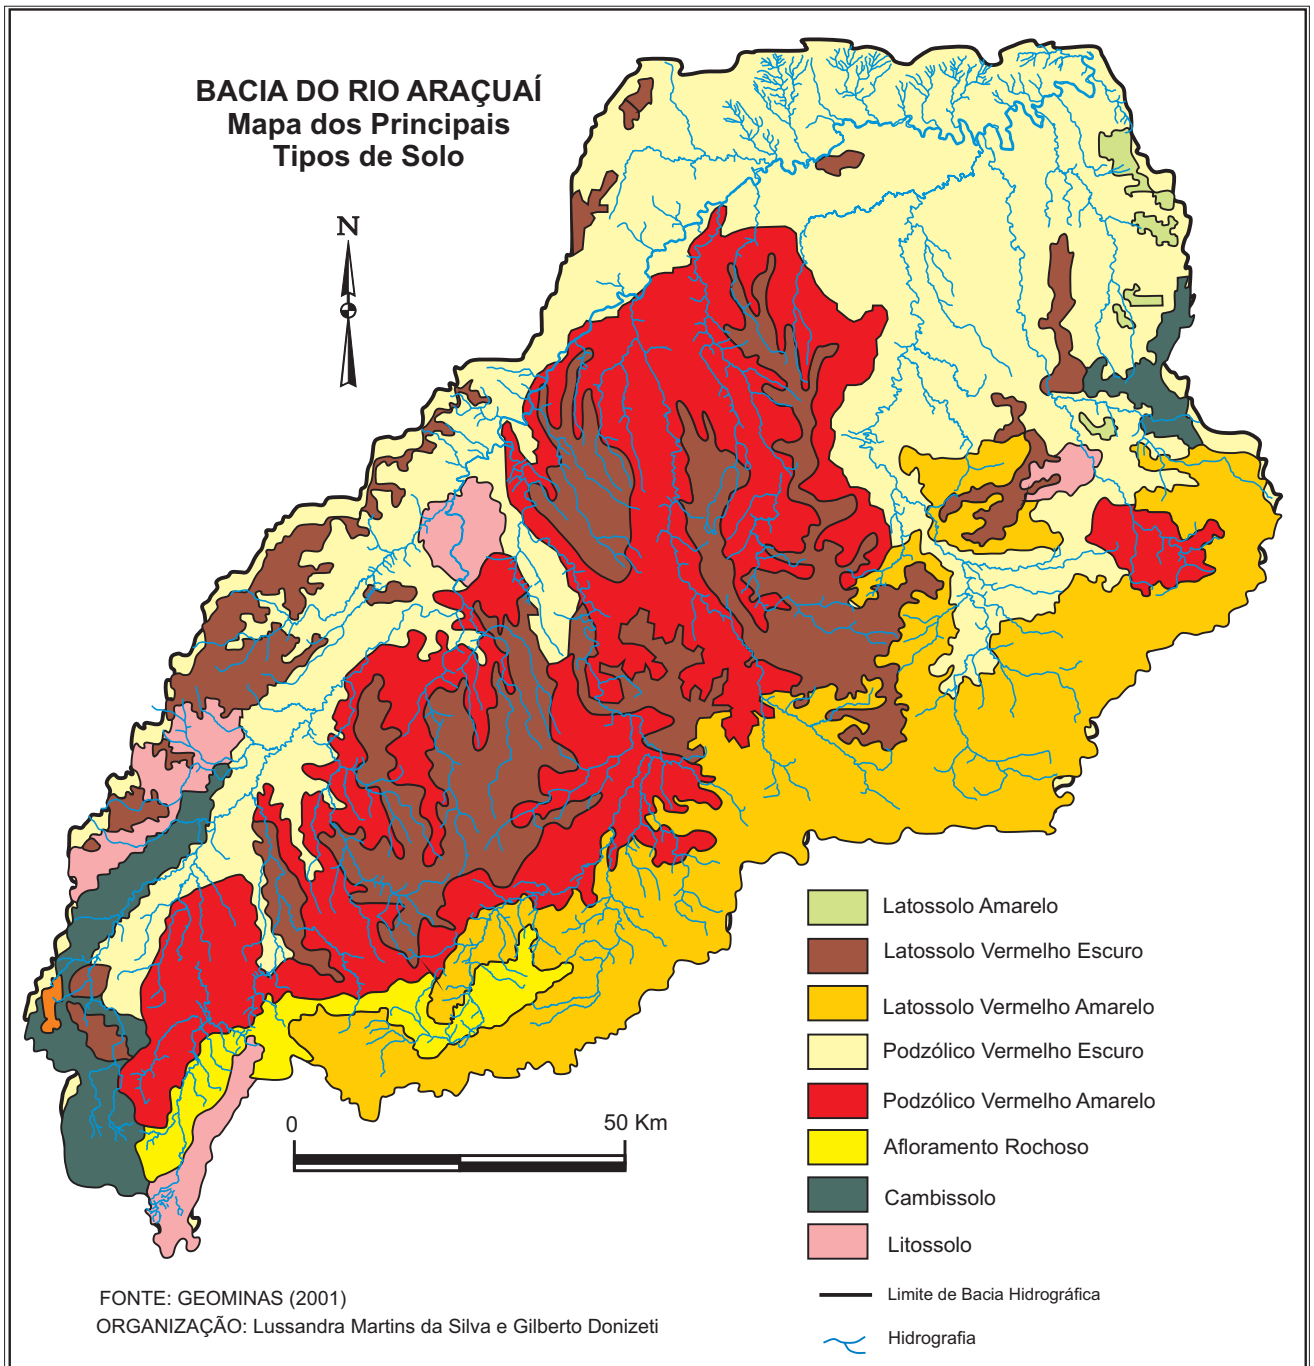 BACIA DO RIO ARAÇUAÍ
Mapa dos Principais
Tipos de Solo
N
0
50 Km
Latossolo Amarelo
Latossolo Vermelho Escuro
Latossolo Vermelho Amarelo
Podzólico Vermelho Escuro
Podzólico Vermelho Amarelo
Afloramento Rochoso
Cambissolo
Litossolo
Limite de Bacia Hidrográfica
Hidrografia
FONTE: GEOMINAS (2001)
ORGANIZAÇÃO: Lussandra Martins da Silva e Gilberto Donizeti